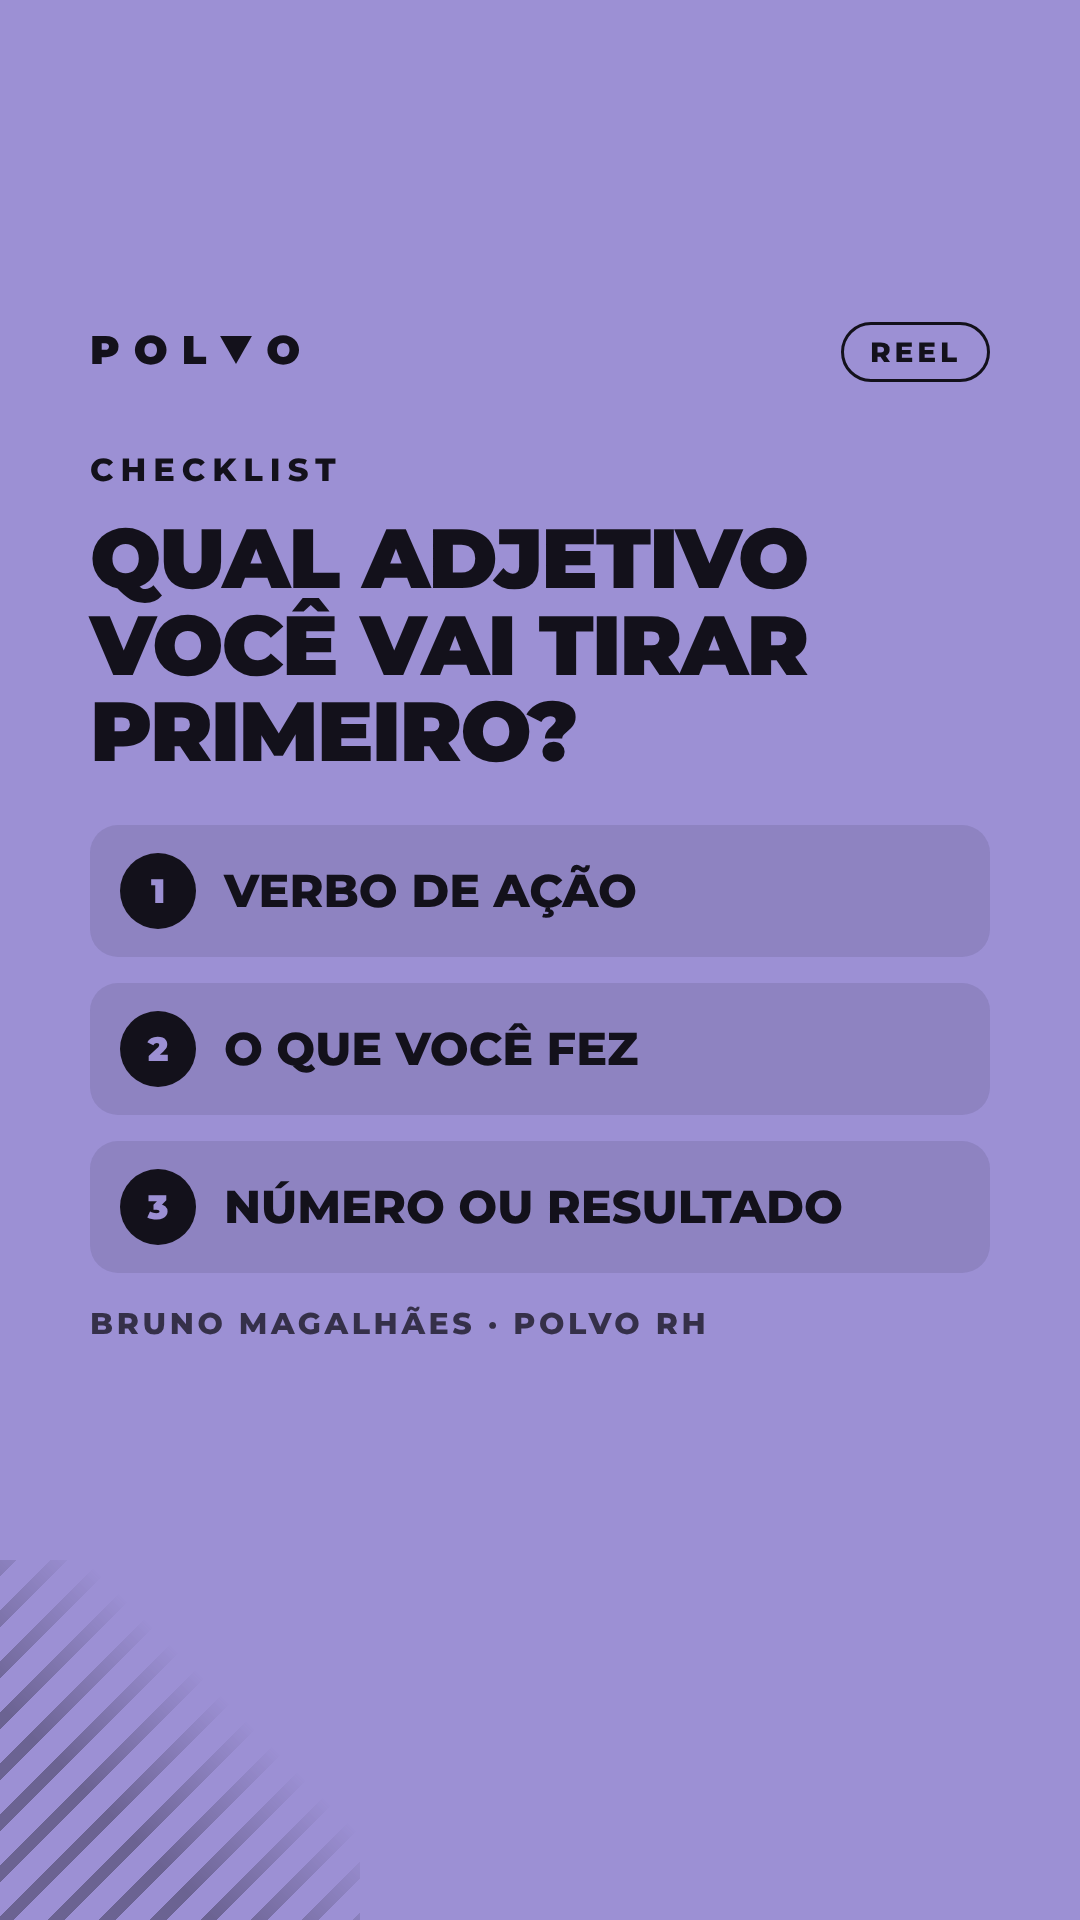 POLVO
REEL
CHECKLIST
QUAL ADJETIVO
VOCÊ VAI TIRAR
PRIMEIRO?
1 VERBO DE AÇÃO
2 O QUE VOCÊ FEZ
3 NÚMERO OU RESULTADO
BRUNO MAGALHÃES · POLVO RH